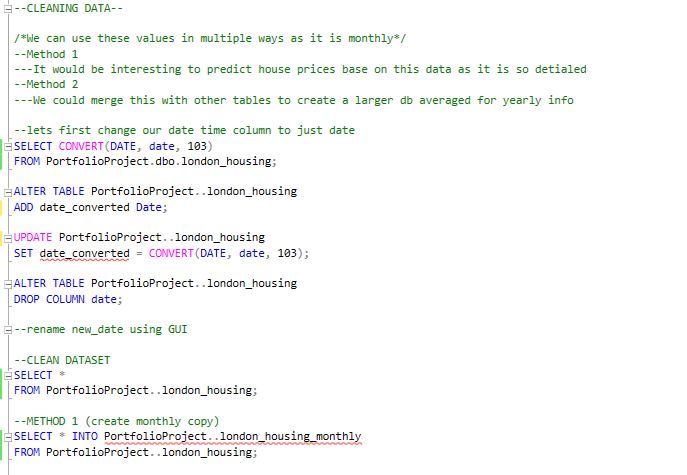 --CLEANING DATA--
/*We can use these values in multiple ways as it is monthly*/
--Method 1
---It would be interesting to predict house prices base on this data as it is so detialed
--Method 2
---We could merge this with other tables to create a larger db averaged for yearly info
--lets first change our date time column to just date
SELECT CONVERT(DATE, date, 103)
FROM PortfolioProject.dbo.london_housing;
ALTER TABLE PortfolioProject..london_housing
ADD date_converted Date;
UPDATE PortfolioProject..london_housing
SET date_converted = CONVERT(DATE, date, 103);
ALTER TABLE PortfolioProject..london_housing
DROP COLUMN date;
--rename new_date using GUI
--CLEAN DATASET
SELECT *
FROM PortfolioProject..london_housing;
--METHOD 1 (create monthly copy)
SELECT * INTO PortfolioProject..london_housing_monthly
FROM PortfolioProject..london_housing;